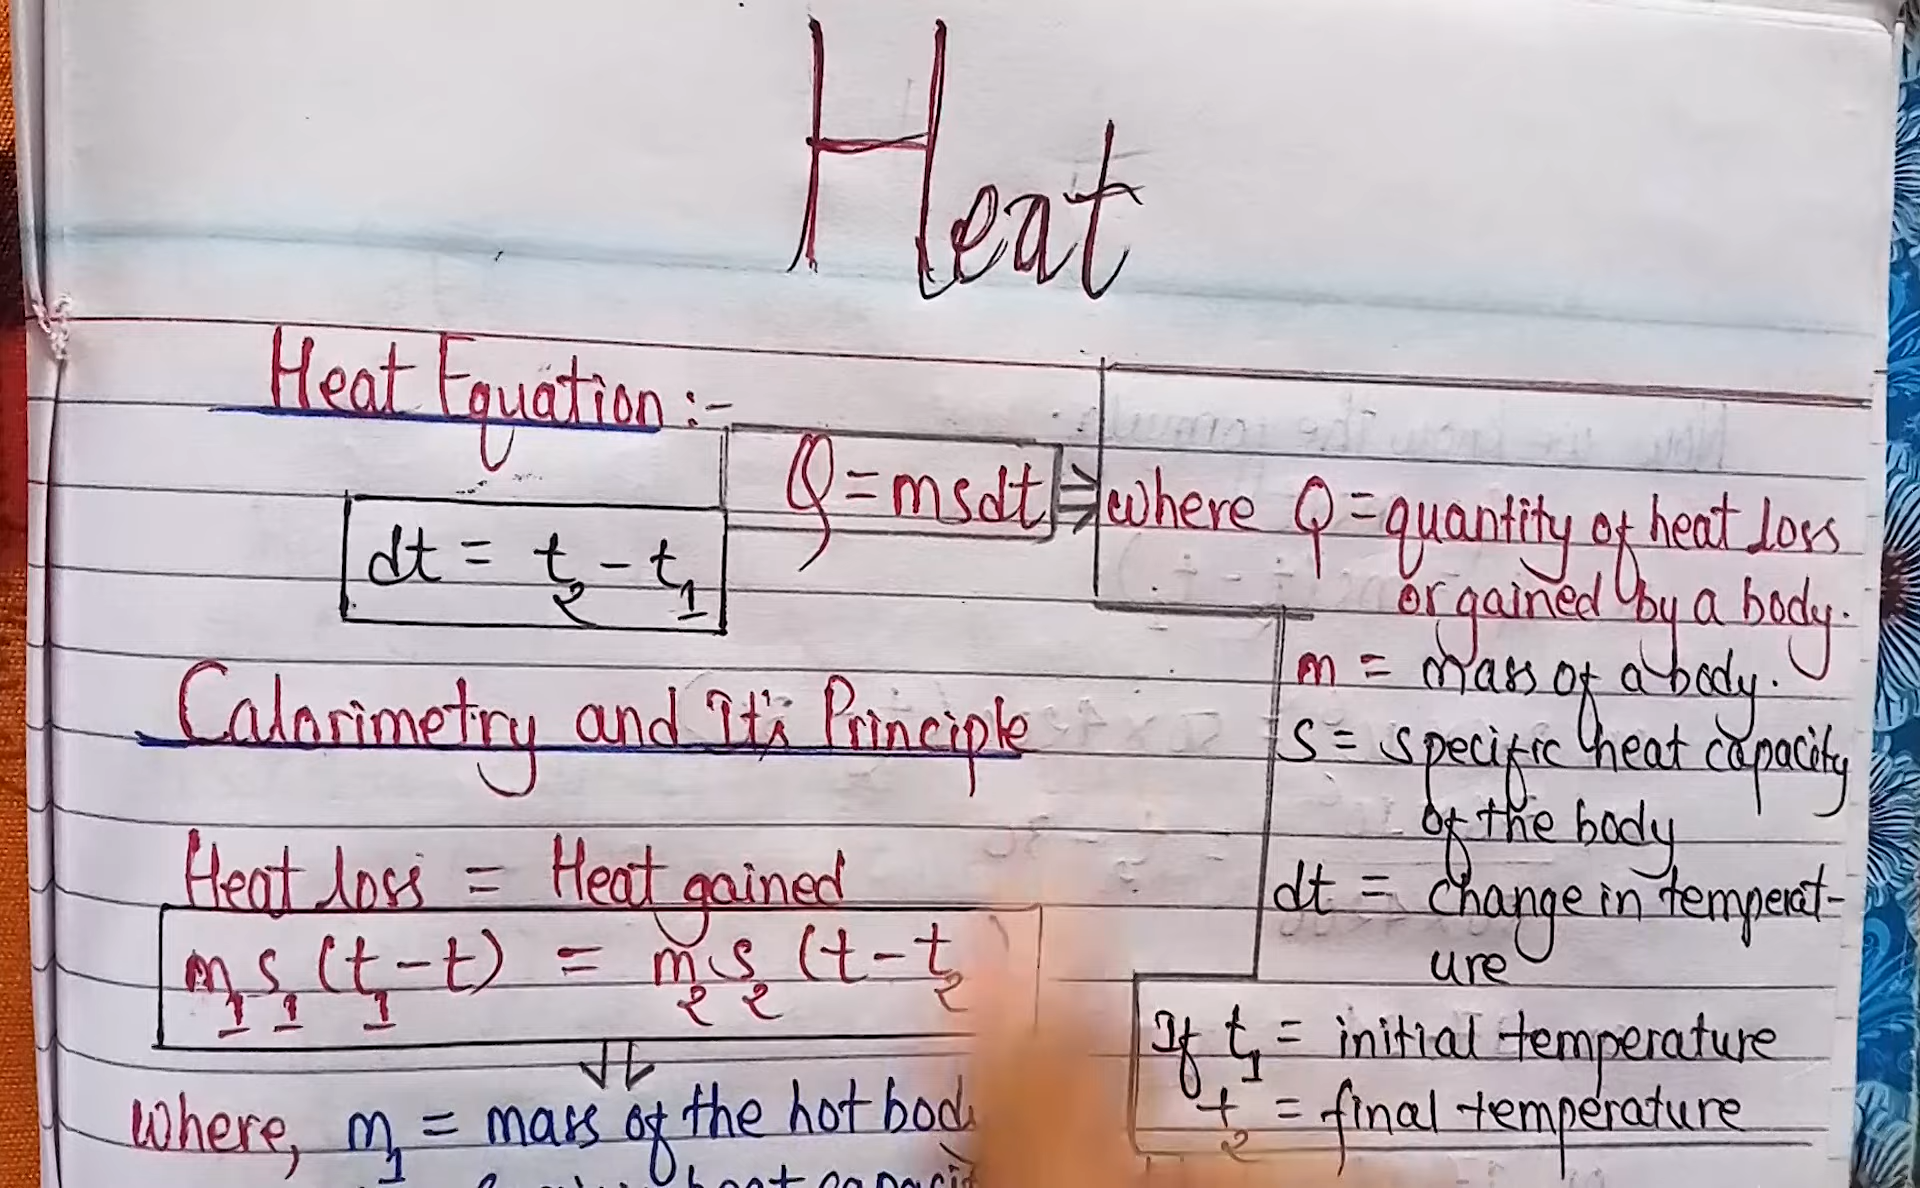 Heat
Heat Equation :-
Q = msdt ⇒ where Q = quantity of heat loss
or gained by a body.
dt = t₂ - t₁
m = mass of a body.
s = specific heat capacity
of the body
dt = change in temperat-
ure
If t₁ = initial temperature
t₂ = final temperature
Calorimetry and It's Principle
Heat loss = Heat gained
m₁s₁ (t₁ - t) = m₂s₂ (t - t₂
where, m₁ = mass of the hot